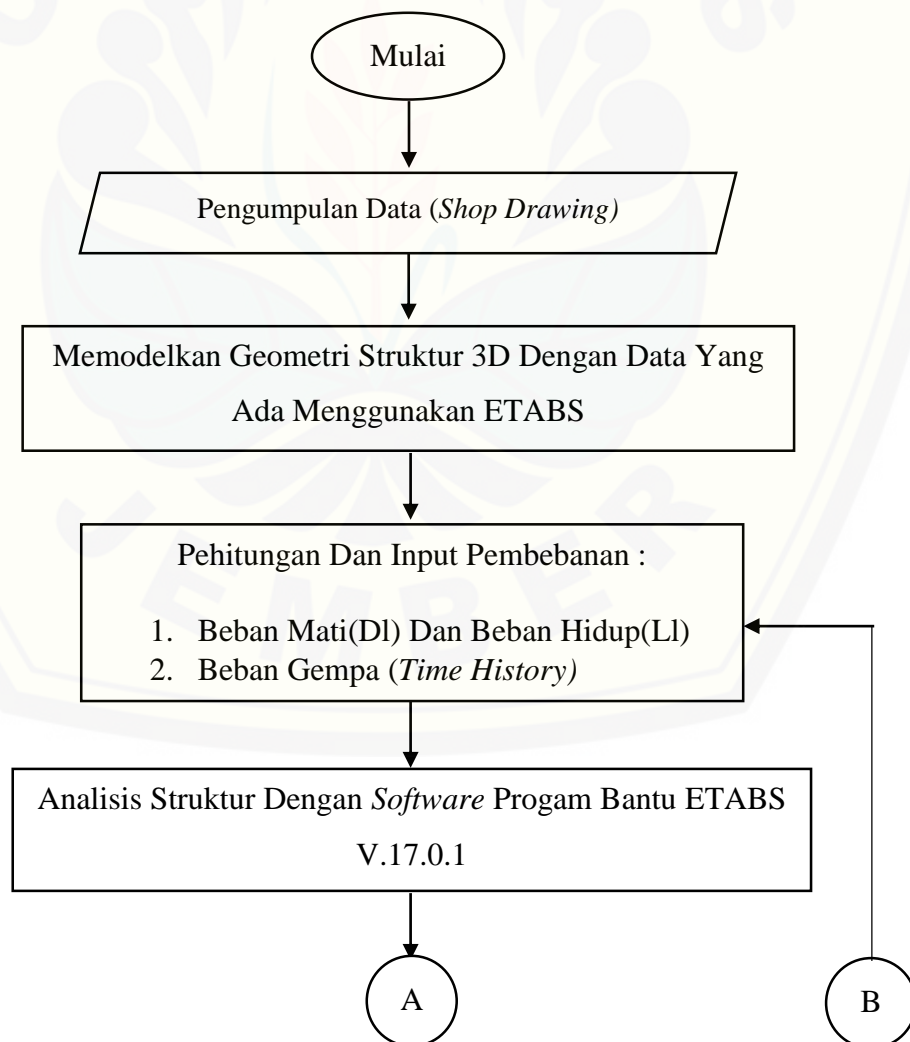 Mulai
Pengumpulan Data (Shop Drawing)
Memodelkan Geometri Struktur 3D Dengan Data Yang
Ada Menggunakan ETABS
Pehitungan Dan Input Pembebanan :
1. Beban Mati(Dl) Dan Beban Hidup(Ll)
2. Beban Gempa (Time History)
Analisis Struktur Dengan Software Progam Bantu ETABS
V.17.0.1
A
B
JEMBER